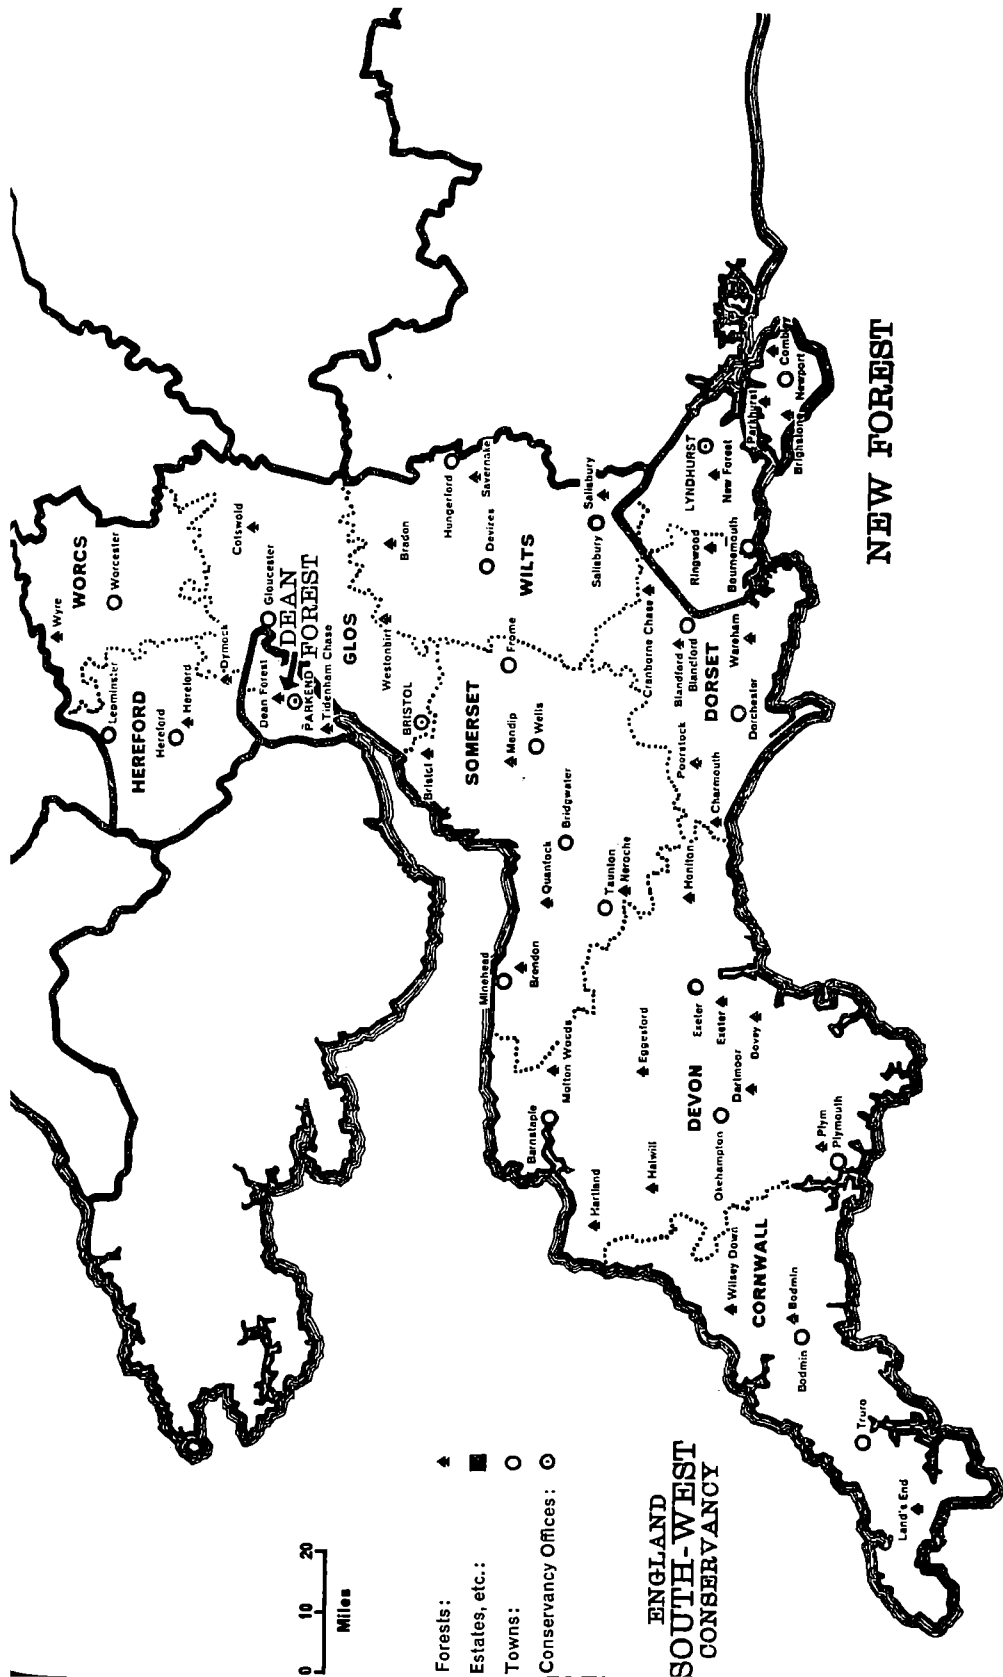 WORCS
Wyre
Worcester
Leominster
HEREFORD
Hereford
Hereford
Cotswold
Dymock
Gloucester
DEAN
FOREST
Dean Forest
PARKEND
Tidenham Chase
GLOS
Westonbirt
Bradon
Hungerford
Savernake
Devizes
WILTS
BRISTOL
Bristol
SOMERSET
Mendip
Wells
Frome
Bridgwater
Quantock
Minehead
Brendon
Taunton
Neroche
Salisbury
Salisbury
Cranborne Chase
Blandford
Blandford
DORSET
Wareham
Dorchester
Poorstock
Charmouth
LYNDHURST
New Forest
Ringwood
Bournemouth
Parkhurst
Combley
Newport
Brighstone
NEW FOREST
Honiton
Barnstaple
Molton Woods
Eggesford
Exeter
Exeter
DEVON
Dartmoor
Dovey
Hartland
Halwill
Okehampton
Plym
Plymouth
Wilsey Down
CORNWALL
Bodmin
Bodmin
Truro
Land's End
0 10 20
Miles
Forests:
Estates, etc.:
Towns:
Conservancy Offices:
ENGLAND
SOUTH-WEST
CONSERVANCY